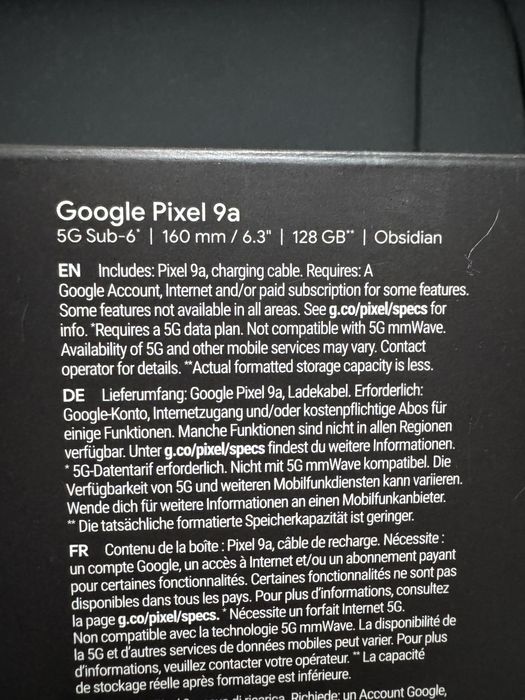 Google Pixel 9a
5G Sub-6* | 160 mm / 6.3" | 128 GB** | Obsidian
EN Includes: Pixel 9a, charging cable. Requires: A
Google Account, Internet and/or paid subscription for some features.
Some features not available in all areas. See g.co/pixel/specs for
info. *Requires a 5G data plan. Not compatible with 5G mmWave.
Availability of 5G and other mobile services may vary. Contact
operator for details. **Actual formatted storage capacity is less.
DE Lieferumfang: Google Pixel 9a, Ladekabel. Erforderlich:
Google-Konto, Internetzugang und/oder kostenpflichtige Abos für
einige Funktionen. Manche Funktionen sind nicht in allen Regionen
verfügbar. Unter g.co/pixel/specs findest du weitere Informationen.
* 5G-Datentarif erforderlich. Nicht mit 5G mmWave kompatibel. Die
Verfügbarkeit von 5G und weiteren Mobilfunkdiensten kann variieren.
Wende dich für weitere Informationen an einen Mobilfunkanbieter.
** Die tatsächliche formatierte Speicherkapazität ist geringer.
FR Contenu de la boîte : Pixel 9a, câble de recharge. Nécessite :
un compte Google, un accès à Internet et/ou un abonnement payant
pour certaines fonctionnalités. Certaines fonctionnalités ne sont pas
disponibles dans tous les pays. Pour plus d'informations, consultez
la page g.co/pixel/specs. * Nécessite un forfait Internet 5G.
Non compatible avec la technologie 5G mmWave. La disponibilité de
la 5G et d'autres services de données mobiles peut varier. Pour plus
d'informations, veuillez contacter votre opérateur. ** La capacité
de stockage réelle après formatage est inférieure.
di ricarica. Richiede: un Account Google,